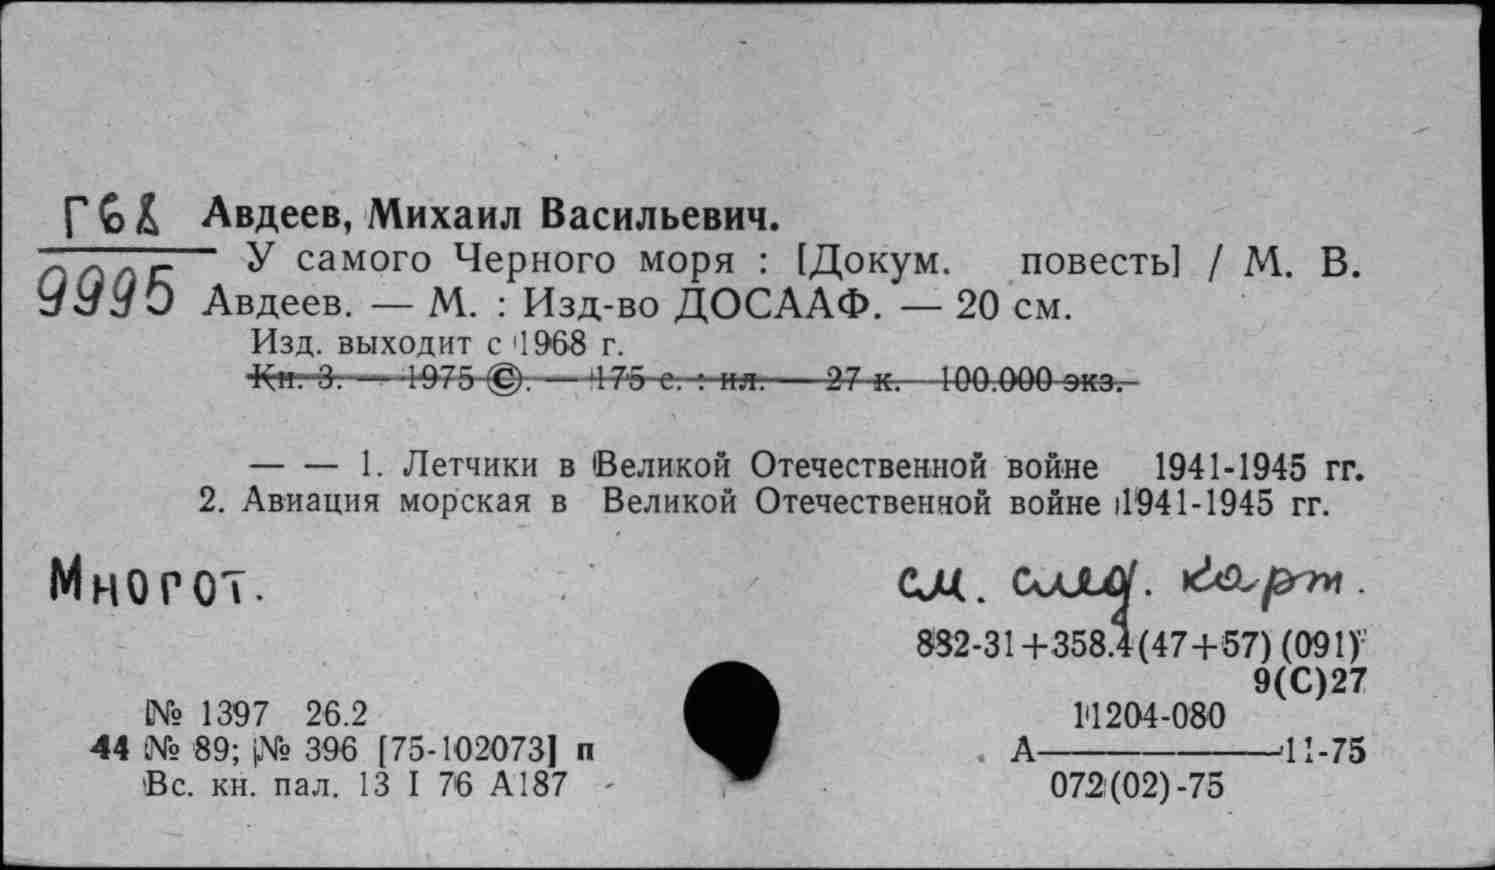 Г6 Авдеев, Михаил Васильевич.
9995 У самого Черного моря : [Докум. повесть] / М. В.
Авдеев. — М. : Изд-во ДОСААФ. — 20 см.
Изд. выходит с 1968 г.
Кн. 3. — 1975 ©. — 175 с. : ил. — 27 к. 100.000 экз.
— — 1. Летчики в Великой Отечественной войне 1941-1945 гг.
2. Авиация морская в Великой Отечественной войне 1941-1945 гг.
Многот. см. след. карт.
882-31+358.4(47+57)(091)
9(С)27
№ 1397 26.2 11204-080
44 № 89; № 396 [75-102073] п А—11-75
Вс. кн. пал. 13 I 76 А187 072(02)-75